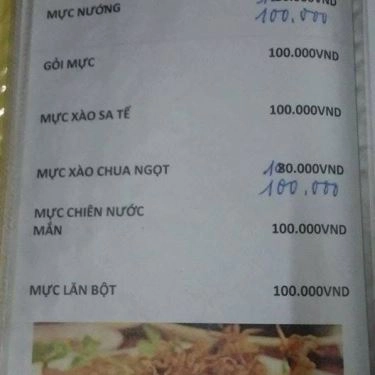 MỰC NƯỚNG
100.000
GỎI MỰC 100.000VND
MỰC XÀO SA TẾ 100.000VND
MỰC XÀO CHUA NGỌT 80.000VND
100.000
MỰC CHIÊN NƯỚC
MẮN 100.000VND
MỰC LĂN BỘT 100.000VND